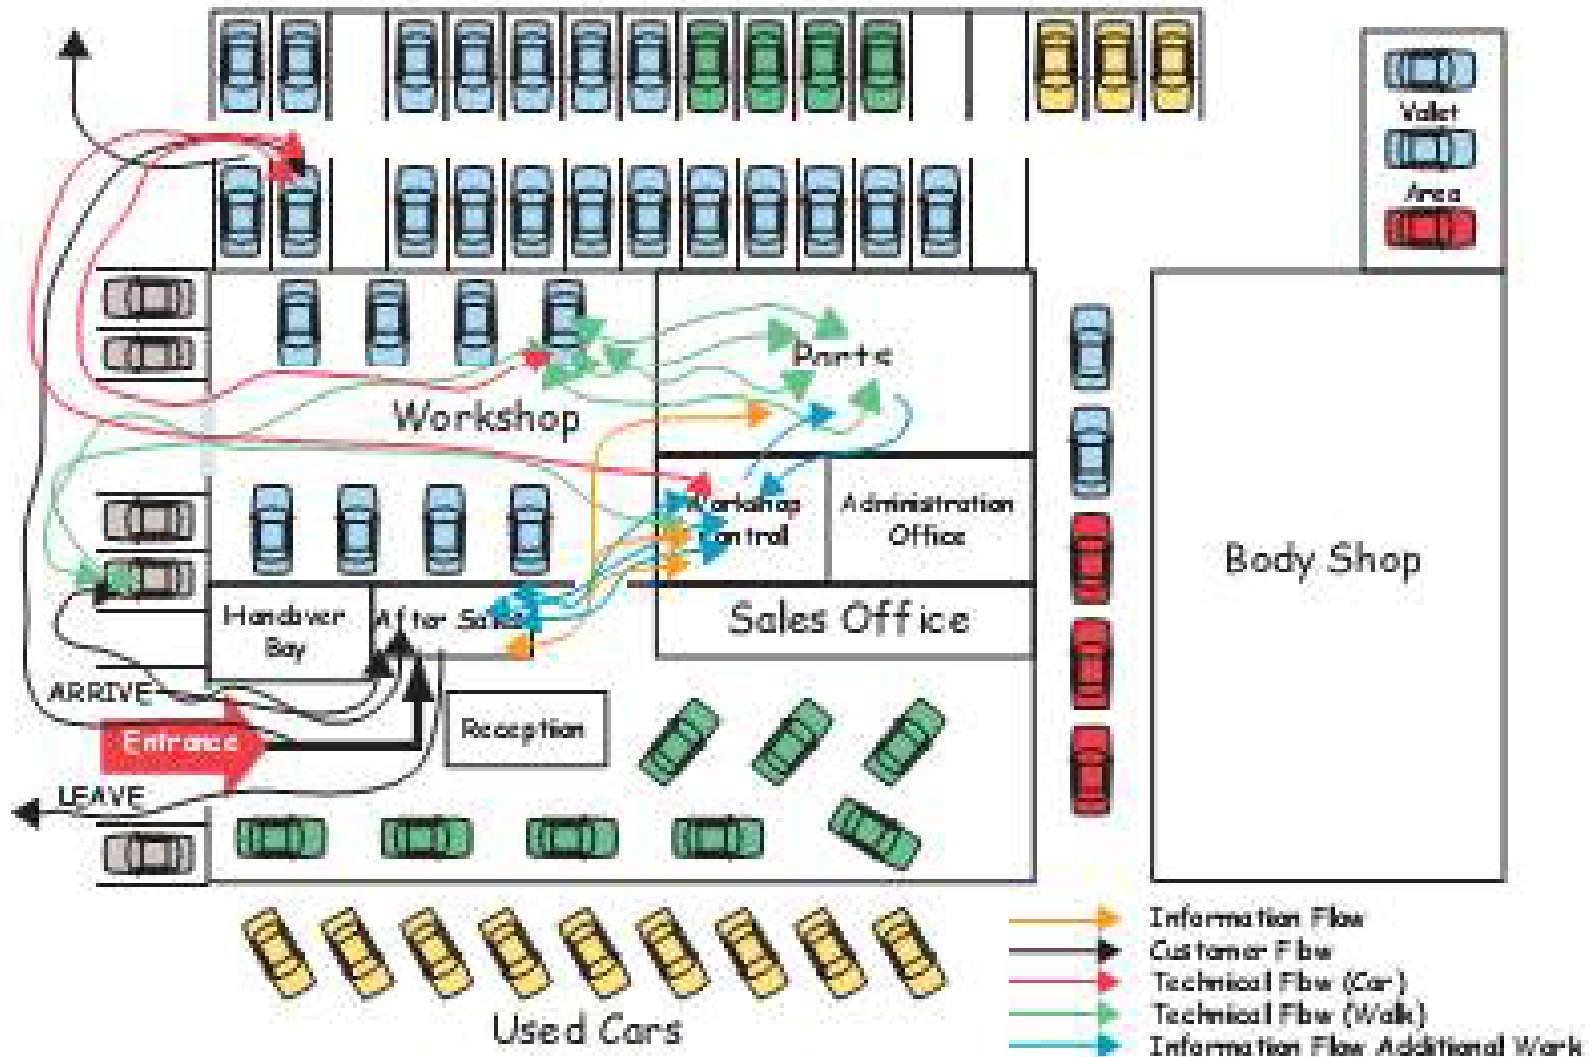 Valet
Area
Parts
Workshop
Workshop
Control
Administration
Office
Body Shop
Handover
Bay
After Sales
Sales Office
ARRIVE
Reception
Entrance
LEAVE
Information Flow
Customer Flow
Technical Flow (Car)
Technical Flow (Walk)
Information Flow Additional Work
Used Cars